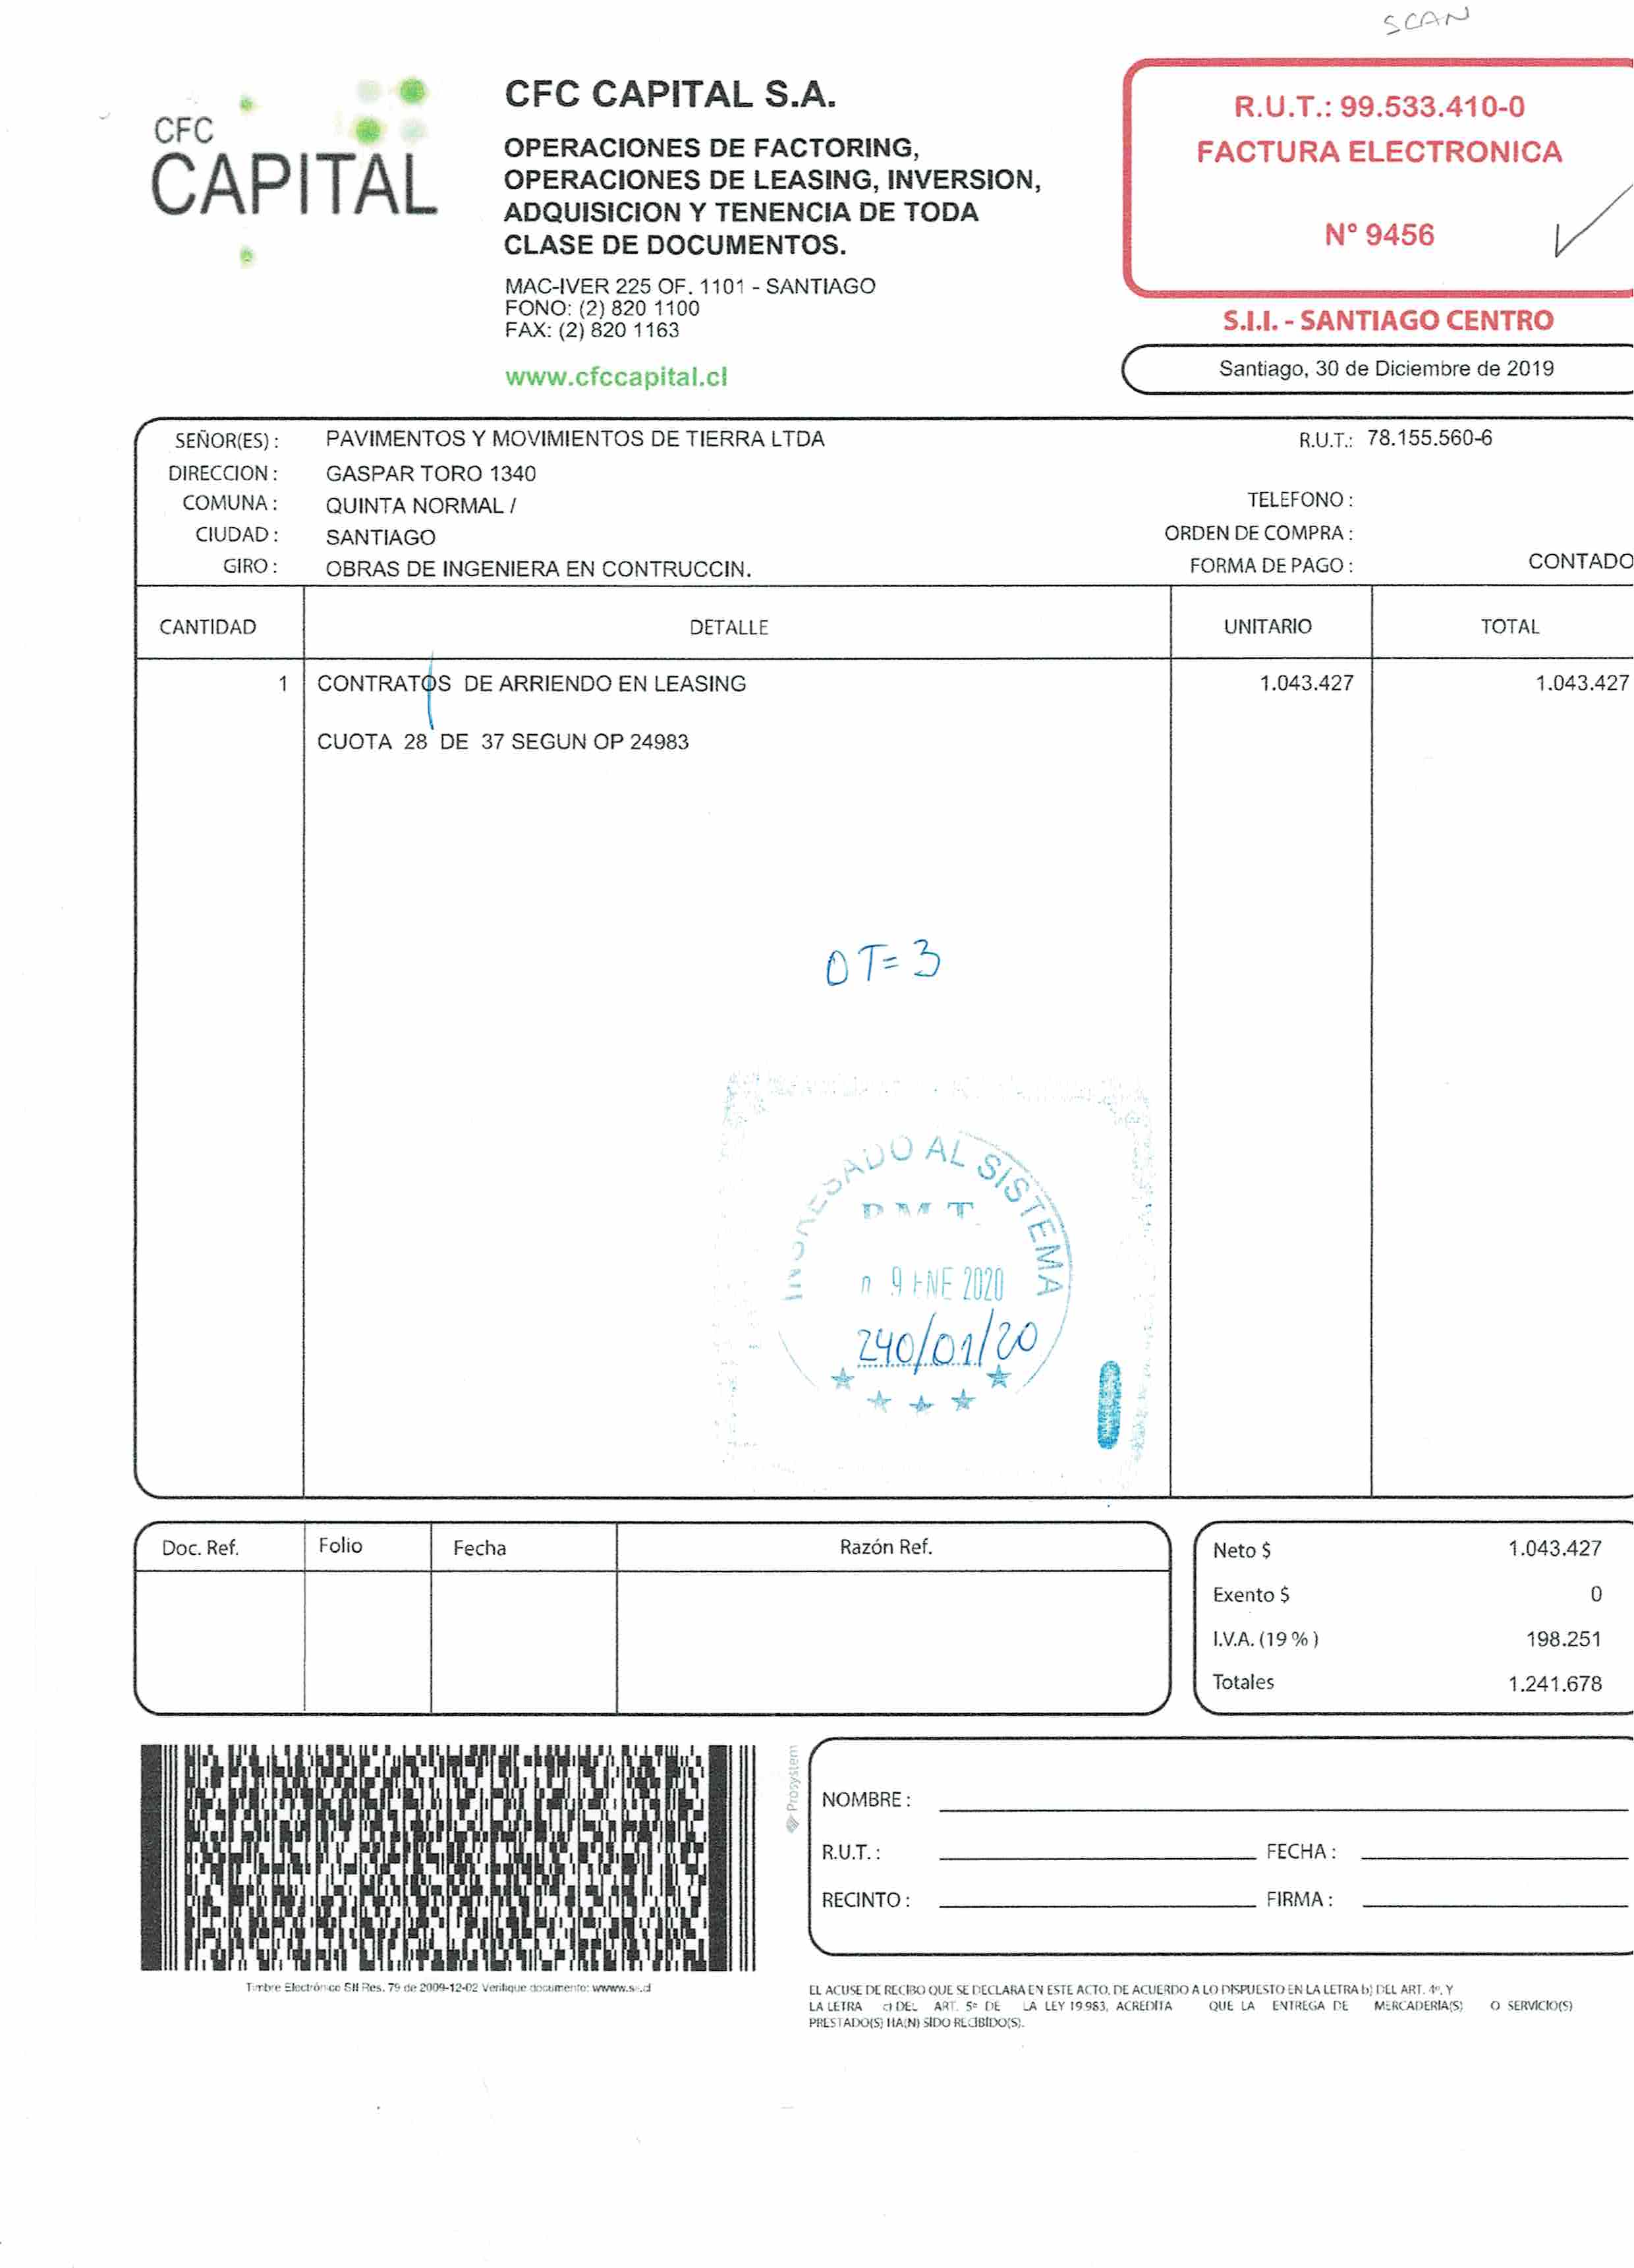 SCAN
CFC
CAPITAL
CFC CAPITAL S.A.
OPERACIONES DE FACTORING,
OPERACIONES DE LEASING, INVERSION,
ADQUISICION Y TENENCIA DE TODA
CLASE DE DOCUMENTOS.
MAC-IVER 225 OF. 1101 - SANTIAGO
FONO: (2) 820 1100
FAX: (2) 820 1163
www.cfccapital.cl
R.U.T.: 99.533.410-0
FACTURA ELECTRONICA
N° 9456
S.I.I. - SANTIAGO CENTRO
Santiago, 30 de Diciembre de 2019
SEÑOR(ES) : PAVIMENTOS Y MOVIMIENTOS DE TIERRA LTDA R.U.T.: 78.155.560-6
DIRECCION : GASPAR TORO 1340
COMUNA : QUINTA NORMAL / TELEFONO :
CIUDAD : SANTIAGO ORDEN DE COMPRA :
GIRO : OBRAS DE INGENIERA EN CONTRUCCIN. FORMA DE PAGO : CONTADO
CANTIDAD DETALLE UNITARIO TOTAL
1 CONTRATOS DE ARRIENDO EN LEASING 1.043.427 1.043.427
CUOTA 28 DE 37 SEGUN OP 24983
OT= 3
INGRESADO AL SISTEMA
P.M.T.
9 ENE 2020
240/01/20
Doc. Ref. Folio Fecha Razón Ref.
Neto $ 1.043.427
Exento $ 0
I.V.A. (19 % ) 198.251
Totales 1.241.678
Prosystem
NOMBRE :
R.U.T. : FECHA :
RECINTO : FIRMA :
Timbre Electrónico SII Res. 79 de 2009-12-02 Verifique documento: www.sii.cl
EL ACUSE DE RECIBO QUE SE DECLARA EN ESTE ACTO, DE ACUERDO A LO DISPUESTO EN LA LETRA b) DEL ART. 4º, Y
LA LETRA c) DEL ART. 5º DE LA LEY 19.983, ACREDITA QUE LA ENTREGA DE MERCADERIA(S) O SERVICIO(S)
PRESTADO(S) HA(N) SIDO RECIBIDO(S).